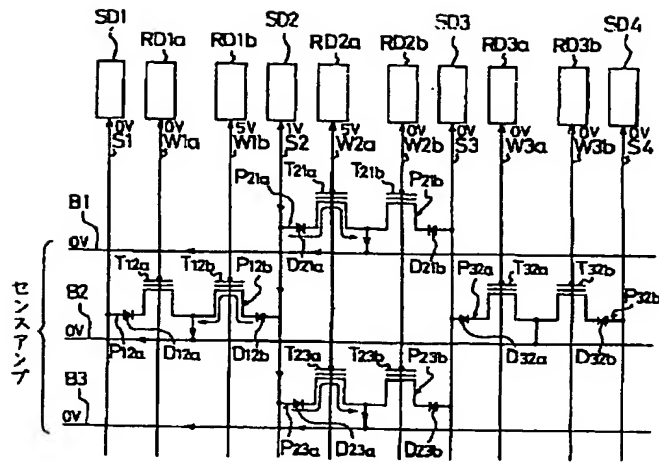 SD1 RD1a RD1b SD2 RD2a RD2b SD3 RD3a RD3b SD4
0V 0V 5V 1V 5V 0V 0V 0V 0V 0V
S1 W1a W1b S2 W2a W2b S3 W3a W3b S4
P21a T21a T21b P21b
B1
0V
D21a D21b
T12a T12b P12b P32a T32a T32b P32b
B2
0V
P12a D12a D12b D32a D32b
T23a T23b P23b
B3
0V
P23a D23a D23b
センスアンプ